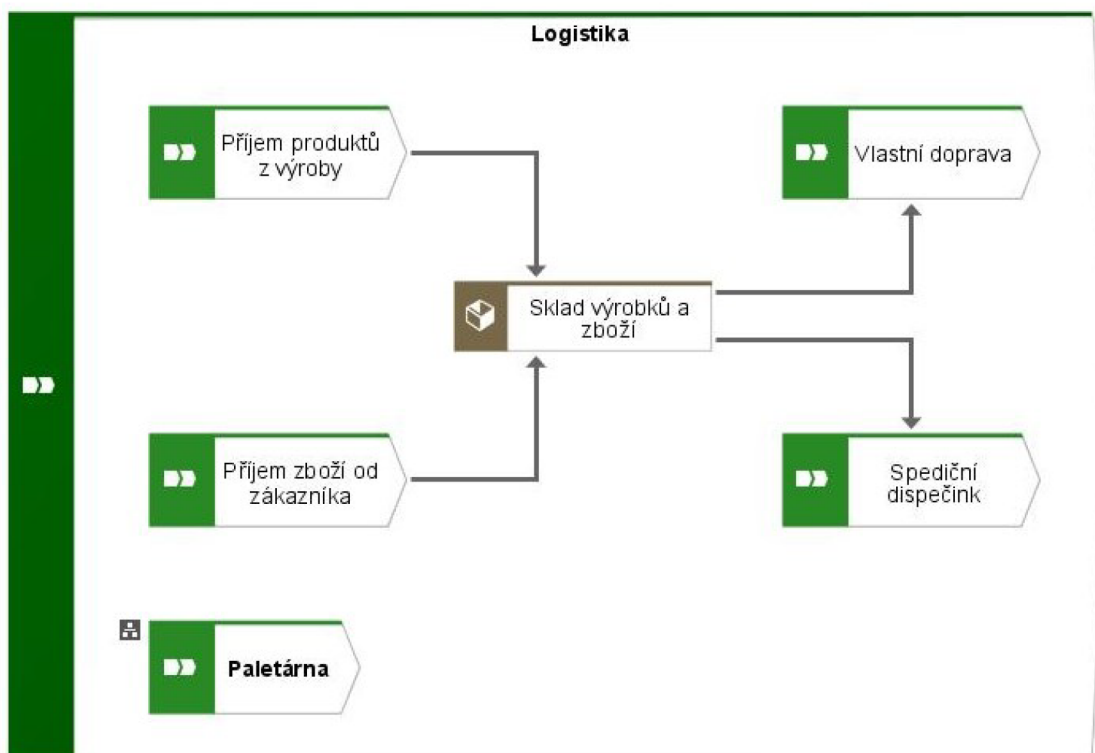 Logistika
Příjem produktů
z výroby
Vlastní doprava
Sklad výrobků a
zboží
Příjem zboží od
zákazníka
Spediční
dispečink
Paletárna